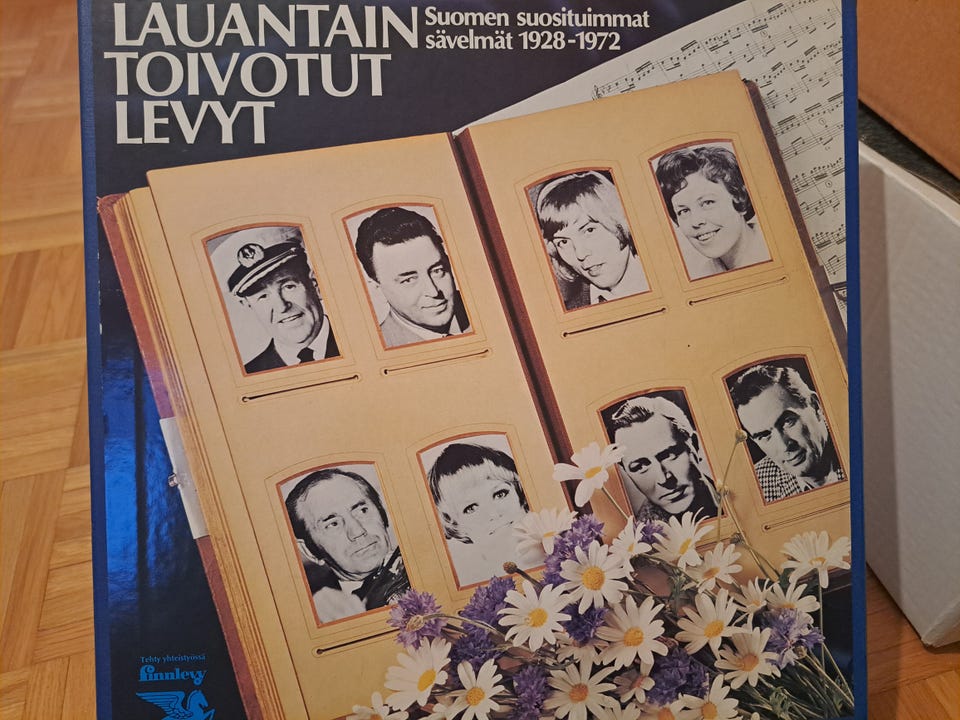 LAUANTAIN
TOIVOTUT
LEVYT
Suomen suosituimmat
sävelmät 1928-1972
Tehty yhteistyössä
finnlevy